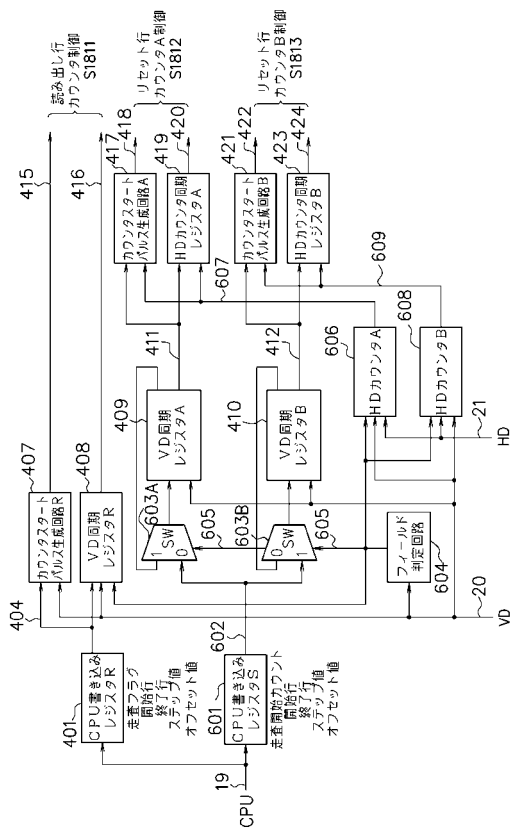 CPU
19
401
CPU書き込み
レジスタR
走査フラグ
開始行
終了行
ステップ値
オフセット値
601
CPU書き込み
レジスタS
走査開始カウント
開始行
終了行
ステップ値
オフセット値
404
602
407
カウンタスタート
パルス生成回路R
408
VD同期
レジスタR
603A
1
SW
0
605
603B
0
SW
1
605
フィールド
判定回路
604
VD
20
409
VD同期
レジスタA
410
VD同期
レジスタB
411
412
606
HDカウンタA
608
HDカウンタB
HD
21
607
609
415
416
417
カウンタスタート
パルス生成回路A
418
419
HDカウンタ同期
レジスタA
420
421
カウンタスタート
パルス生成回路B
422
423
HDカウンタ同期
レジスタB
424
読み出し行
カウンタ制御
S1811
リセット行
カウンタA制御
S1812
リセット行
カウンタB制御
S1813